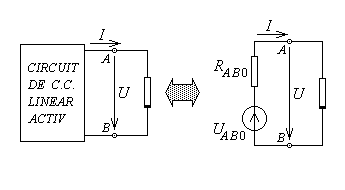 I
A
CIRCUIT
DE C.C.
LINEAR
ACTIV
U
B
I
A
R_AB0
U
U_AB0
B